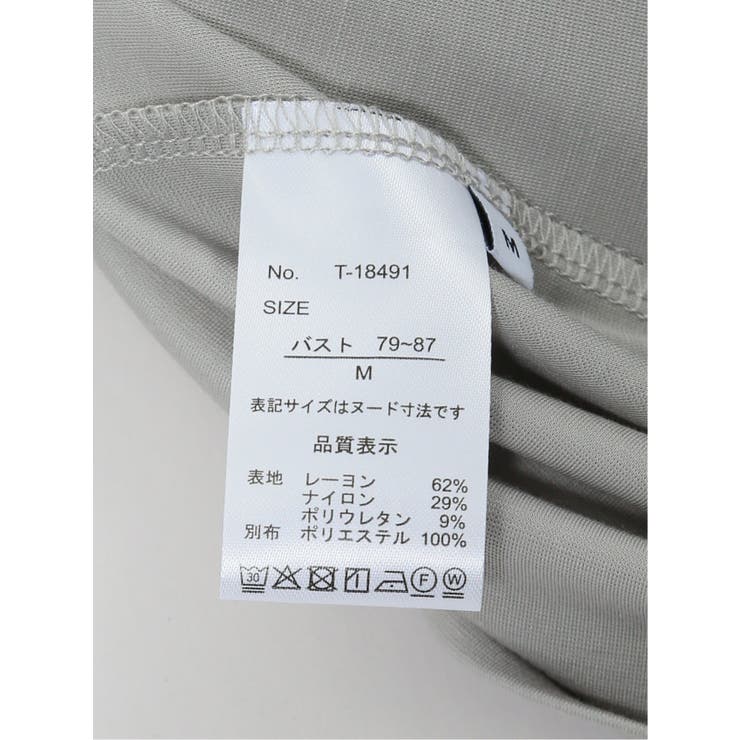 No. T-18491
SIZE
バスト 79~87
M
表記サイズはヌード寸法です
品質表示
表地 レーヨン 62%
ナイロン 29%
ポリウレタン 9%
別布 ポリエステル 100%
30 F W
M